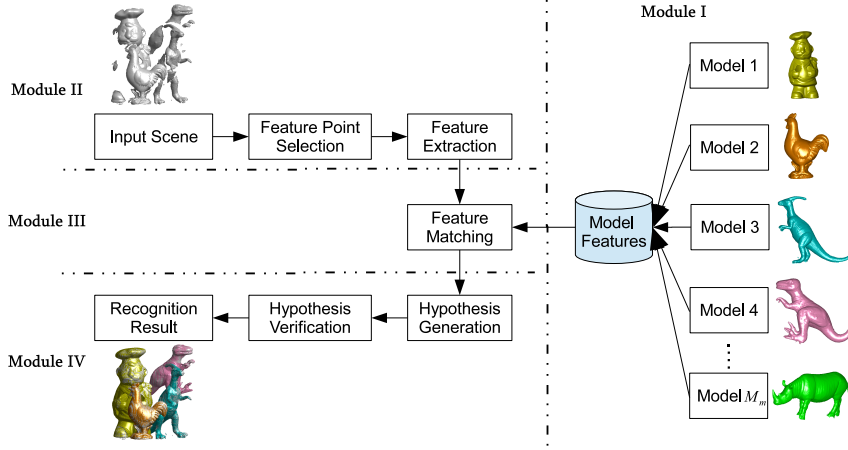 Module I
Module II
Input Scene
Feature Point
Selection
Feature
Extraction
Module III
Feature
Matching
Model
Features
Model 1
Model 2
Model 3
Model 4
Model Mₘ
Recognition
Result
Hypothesis
Verification
Hypothesis
Generation
Module IV